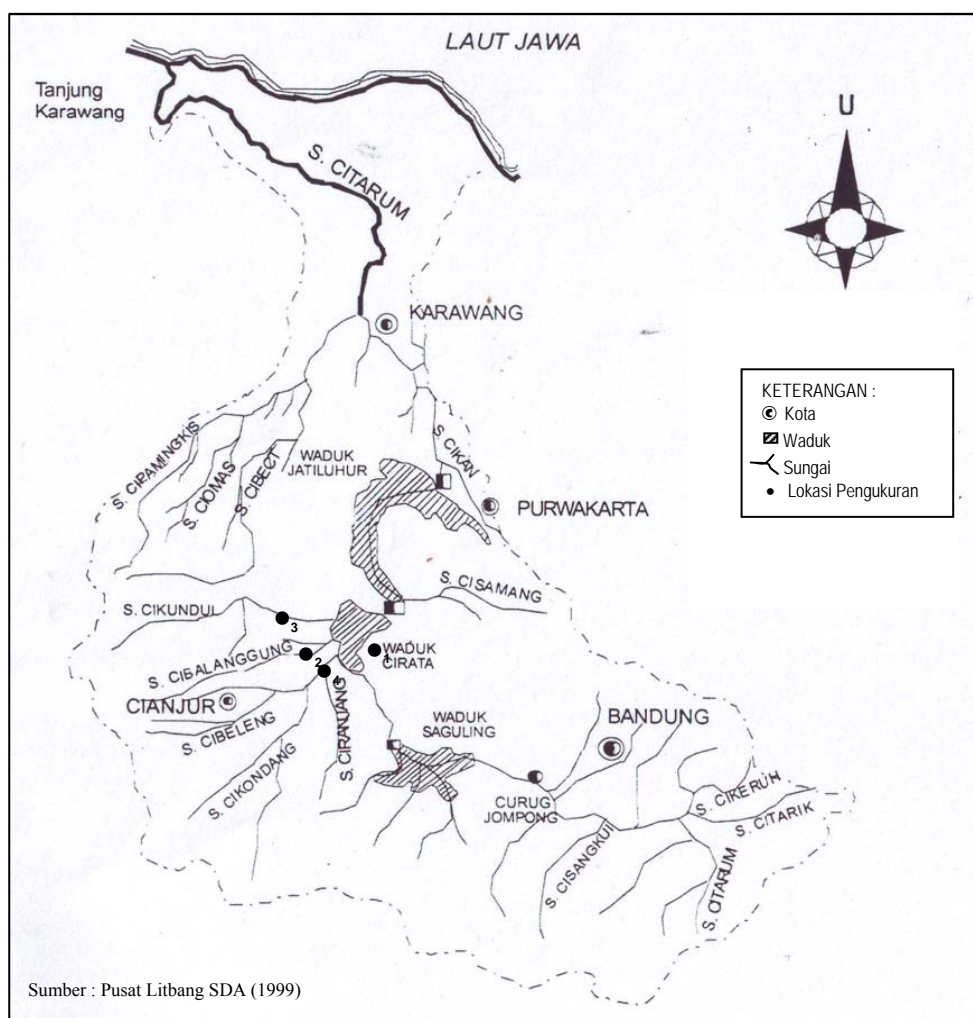 LAUT JAWA
Tanjung
Karawang
U
S. CITARUM
KARAWANG
KETERANGAN :
Kota
Waduk
Sungai
Lokasi Pengukuran
S. CIPAMINGKIS
S. CIOMAS
S. CIBECT
WADUK
JATILUHUR
S. CIKAN
PURWAKARTA
S. CISAMANG
S. CIKUNDUL
3
S. CIBALANGGUNG
2
1
WADUK
CIRATA
4
CIANJUR
S. CIBELENG
S. CIKONDANG
S. CIRANJANG
WADUK
SAGULING
BANDUNG
CURUG
JOMPONG
S. CISANGKUI
S. CIKERUH
S. CITARIK
S. CITARUM
Sumber : Pusat Litbang SDA (1999)